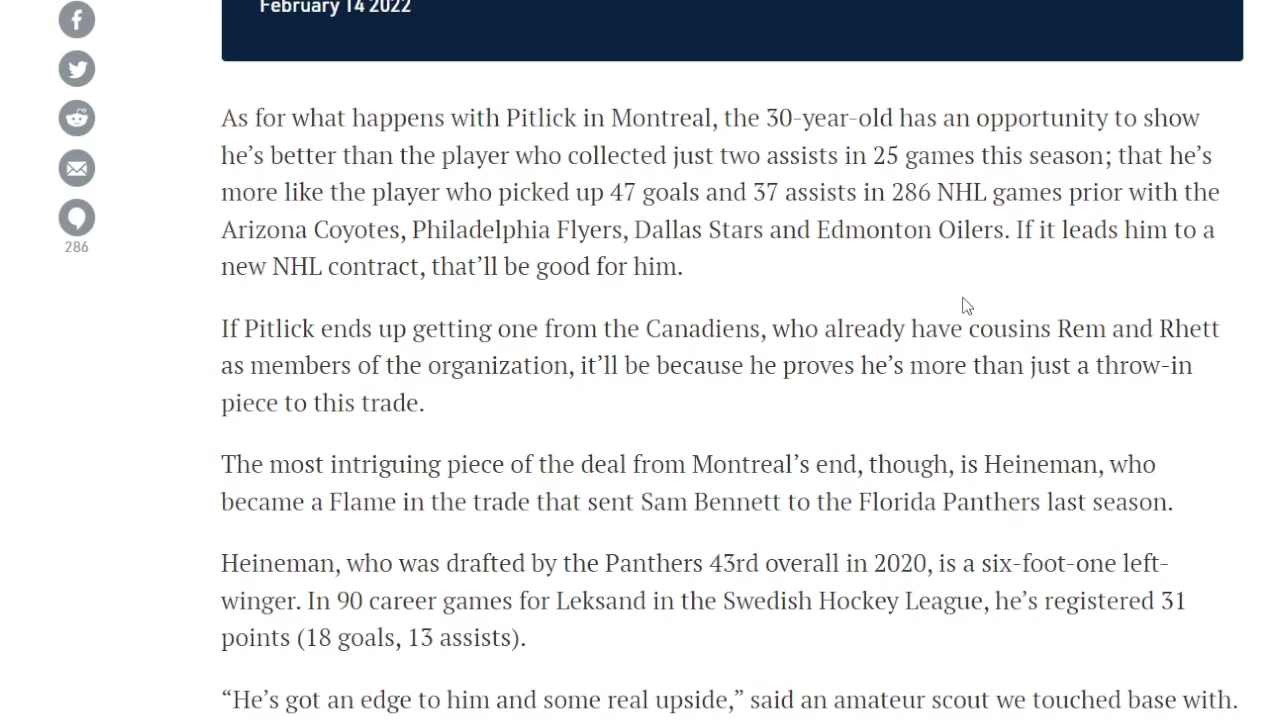 February 14 2022
As for what happens with Pitlick in Montreal, the 30-year-old has an opportunity to show
he’s better than the player who collected just two assists in 25 games this season; that he’s
more like the player who picked up 47 goals and 37 assists in 286 NHL games prior with the
Arizona Coyotes, Philadelphia Flyers, Dallas Stars and Edmonton Oilers. If it leads him to a
new NHL contract, that’ll be good for him.
286
If Pitlick ends up getting one from the Canadiens, who already have cousins Rem and Rhett
as members of the organization, it’ll be because he proves he’s more than just a throw-in
piece to this trade.
The most intriguing piece of the deal from Montreal’s end, though, is Heineman, who
became a Flame in the trade that sent Sam Bennett to the Florida Panthers last season.
Heineman, who was drafted by the Panthers 43rd overall in 2020, is a six-foot-one left-
winger. In 90 career games for Leksand in the Swedish Hockey League, he’s registered 31
points (18 goals, 13 assists).
“He’s got an edge to him and some real upside,” said an amateur scout we touched base with.